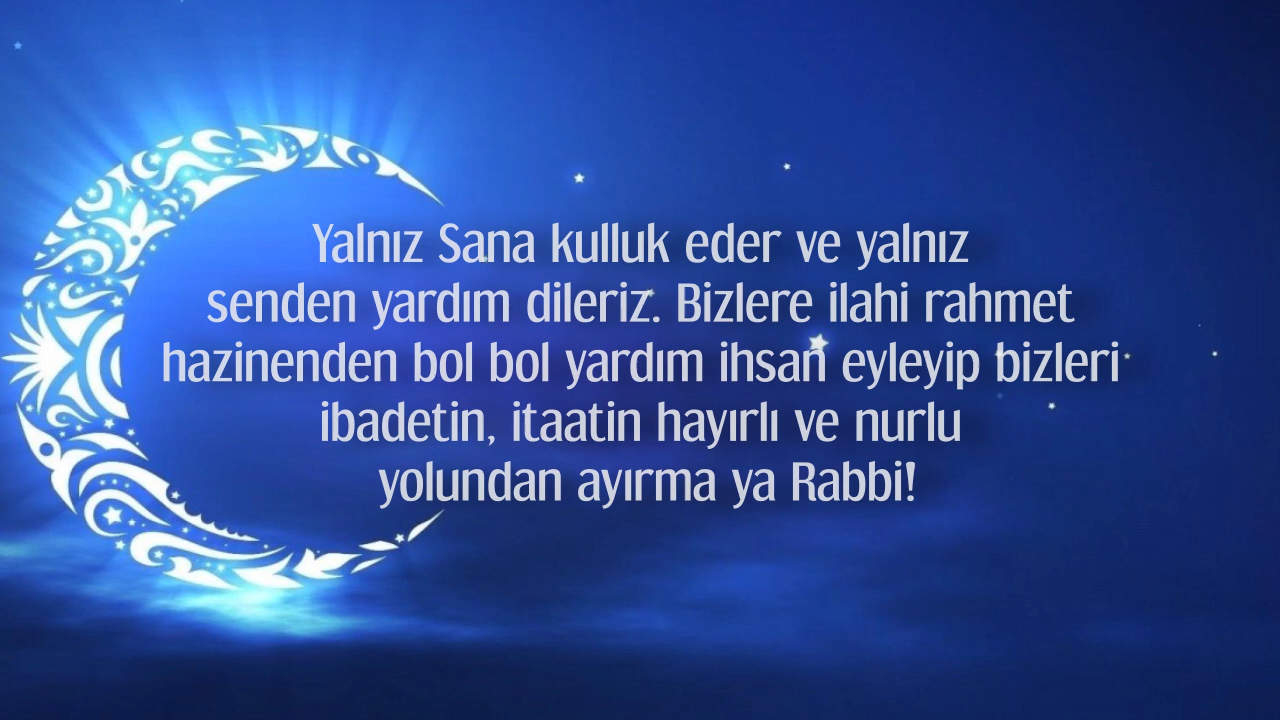 Yalnız Sana kulluk eder ve yalnız
senden yardım dileriz. Bizlere ilahi rahmet
hazinenden bol bol yardım ihsan eyleyip bizleri
ibadetin, itaatin hayırlı ve nurlu
yolundan ayırma ya Rabbi!